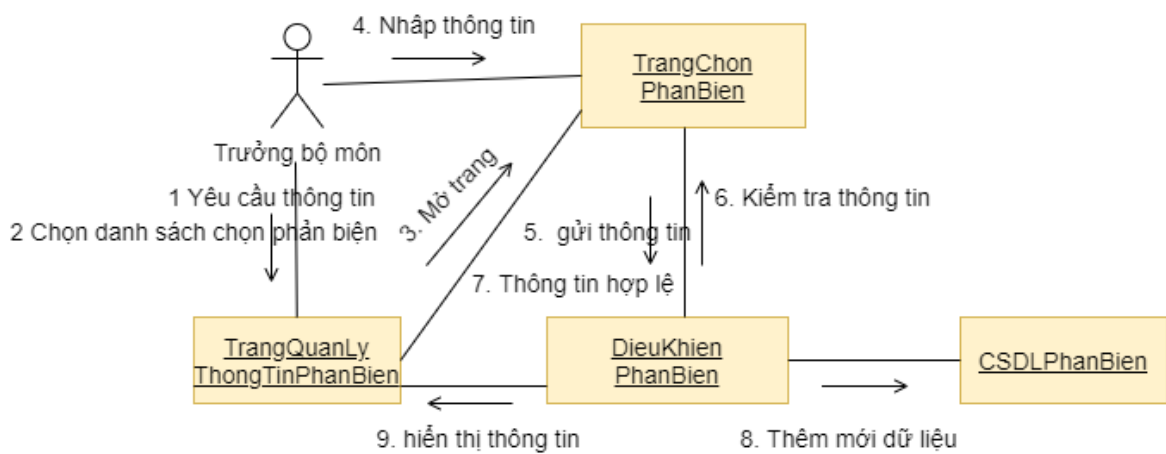 4. Nhâp thông tin
TrangChon
PhanBien
Trưởng bộ môn
1 Yêu cầu thông tin
2 Chọn danh sách chọn phản biện
3. Mở trang
5. gửi thông tin
6. Kiểm tra thông tin
7. Thông tin hợp lệ
TrangQuanLy
ThongTinPhanBien
DieuKhien
PhanBien
CSDLPhanBien
9. hiển thị thông tin
8. Thêm mới dữ liệu